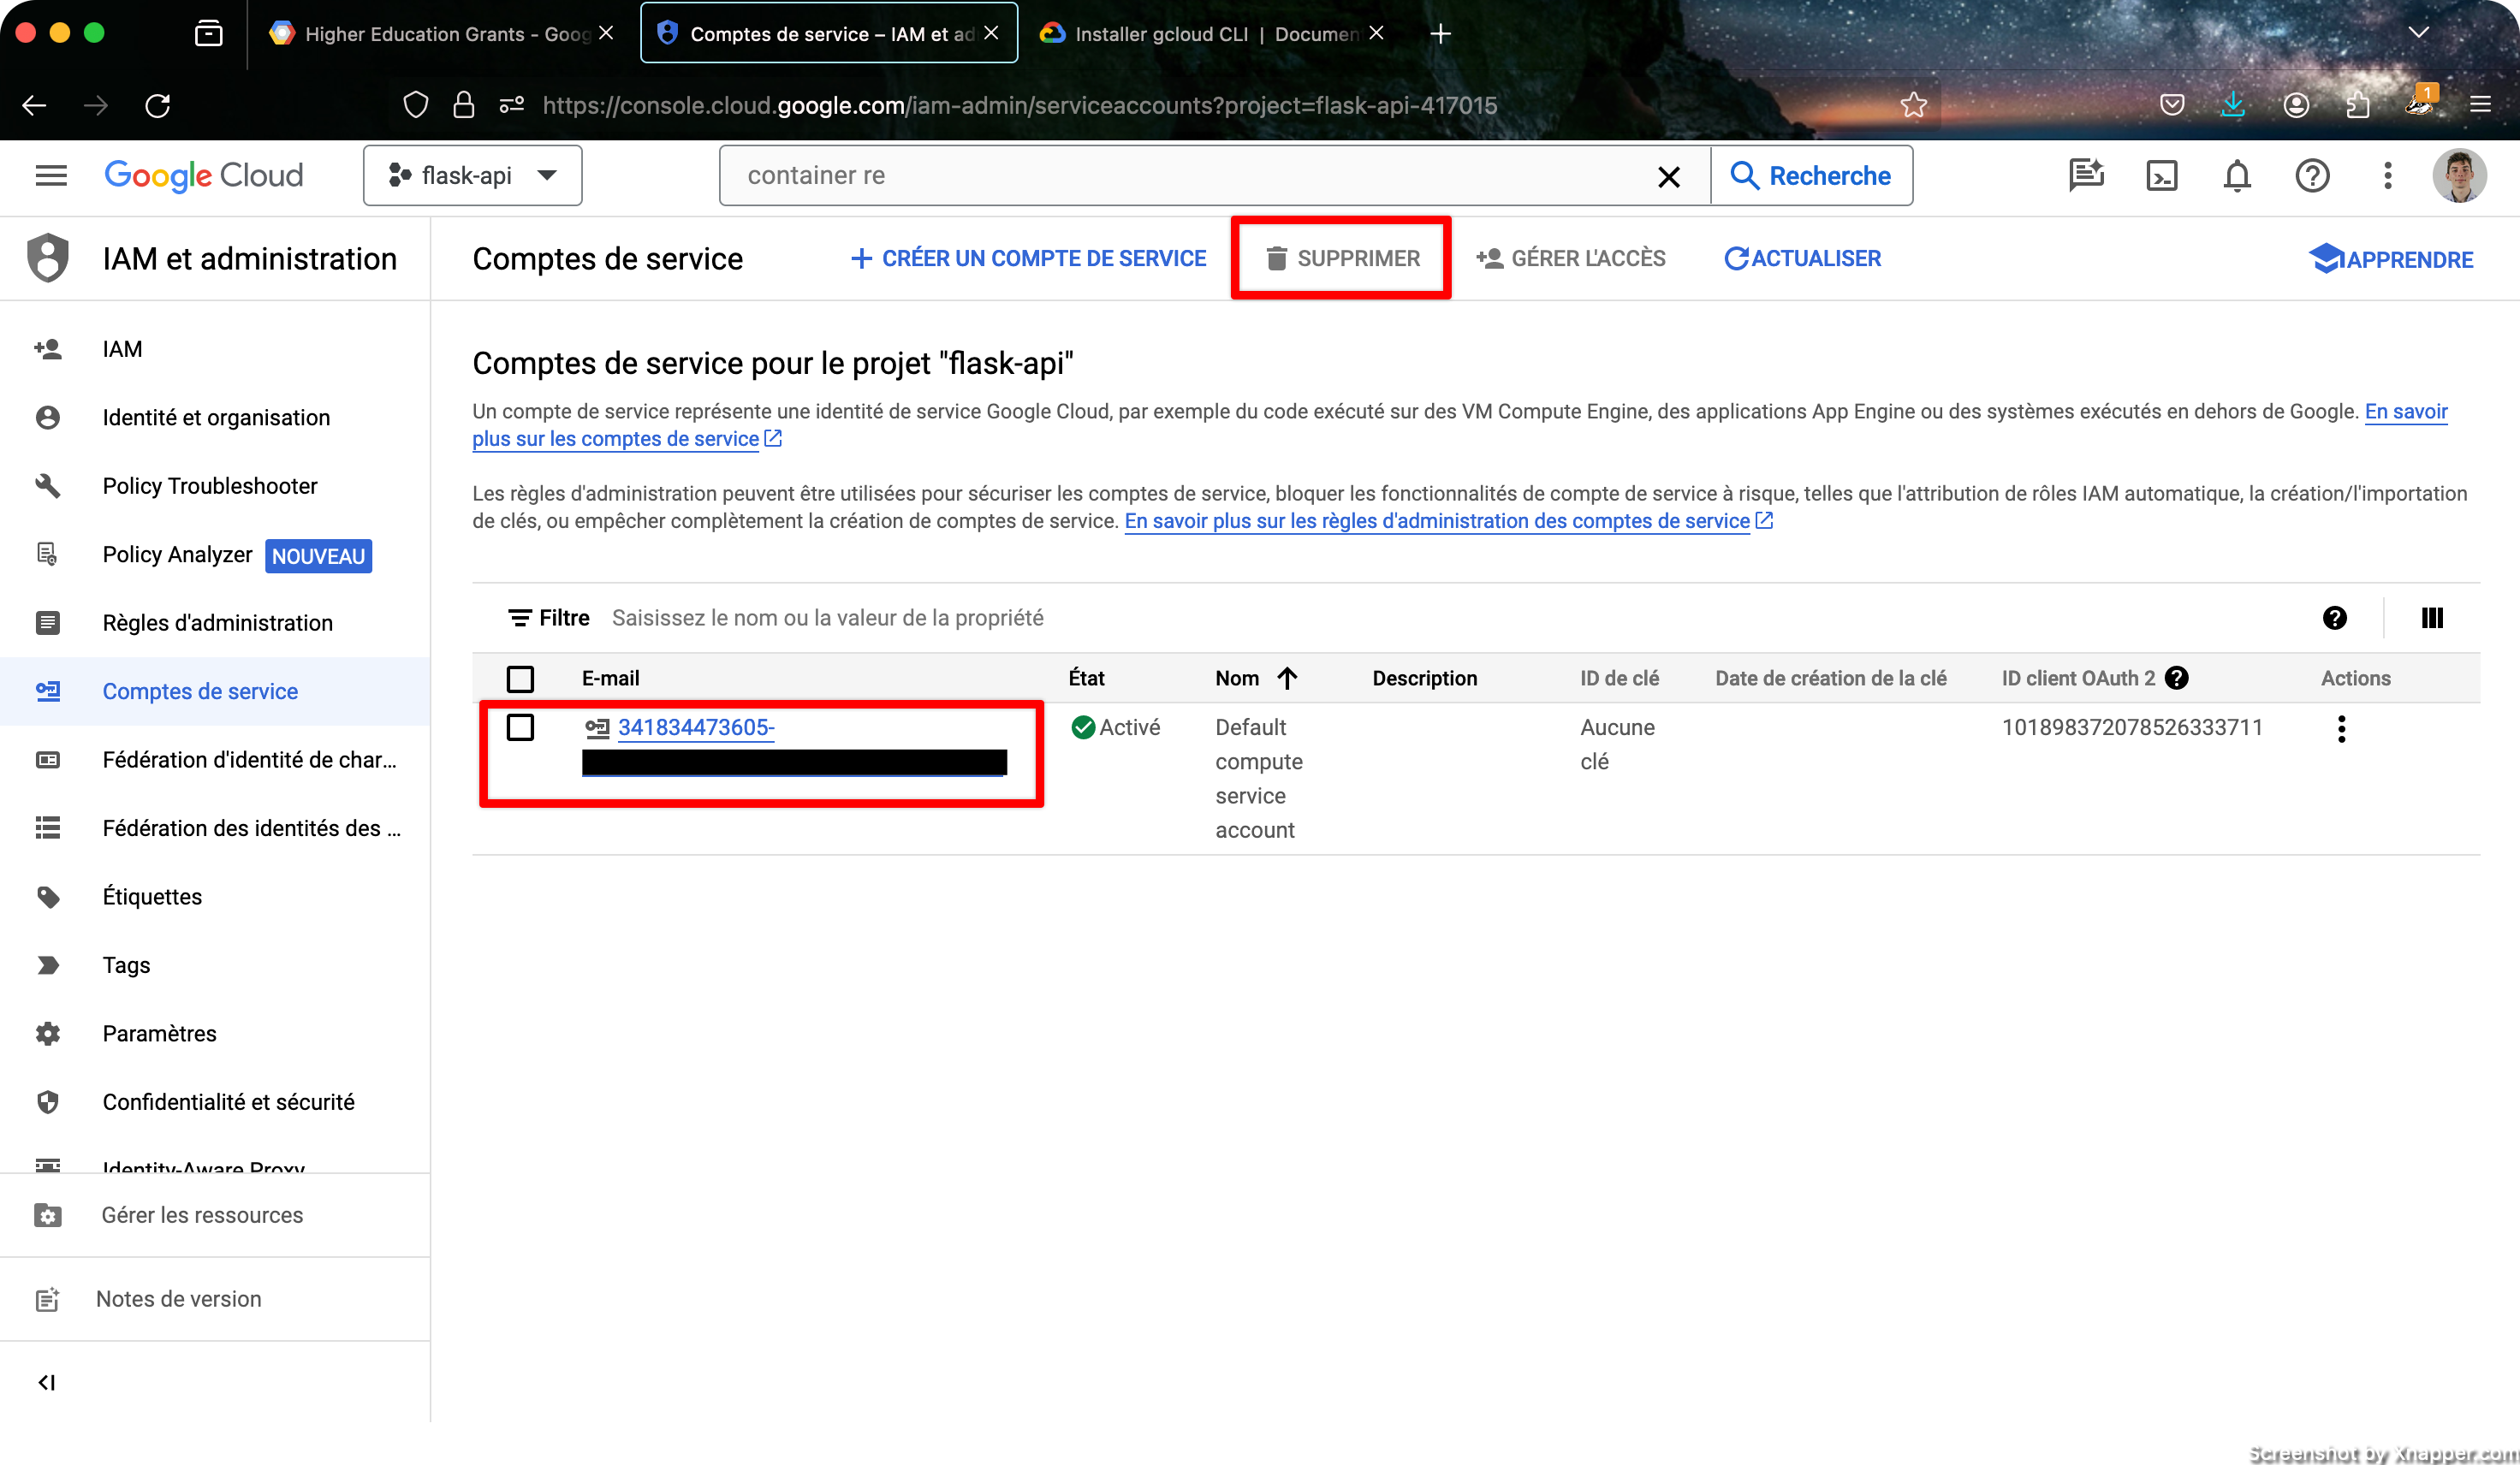 Higher Education Grants - Goog
Comptes de service – IAM et ad
Installer gcloud CLI | Documen
https://console.cloud.google.com/iam-admin/serviceaccounts?project=flask-api-417015
1
Google Cloud
flask-api
container re
Recherche
IAM et administration
Comptes de service
CRÉER UN COMPTE DE SERVICE
SUPPRIMER
GÉRER L'ACCÈS
ACTUALISER
APPRENDRE
IAM
Identité et organisation
Policy Troubleshooter
Policy Analyzer NOUVEAU
Règles d'administration
Comptes de service
Fédération d'identité de char...
Fédération des identités des ...
Étiquettes
Tags
Paramètres
Confidentialité et sécurité
Identity-Aware Proxy
Gérer les ressources
Notes de version
Comptes de service pour le projet "flask-api"
Un compte de service représente une identité de service Google Cloud, par exemple du code exécuté sur des VM Compute Engine, des applications App Engine ou des systèmes exécutés en dehors de Google. En savoir
plus sur les comptes de service
Les règles d'administration peuvent être utilisées pour sécuriser les comptes de service, bloquer les fonctionnalités de compte de service à risque, telles que l'attribution de rôles IAM automatique, la création/l'importation
de clés, ou empêcher complètement la création de comptes de service. En savoir plus sur les règles d'administration des comptes de service
Filtre Saisissez le nom ou la valeur de la propriété
E-mail État Nom Description ID de clé Date de création de la clé ID client OAuth 2 Actions
341834473605- Activé Default Aucune 101898372078526333711
compute clé
service
account
Screenshot by Xnapper.com